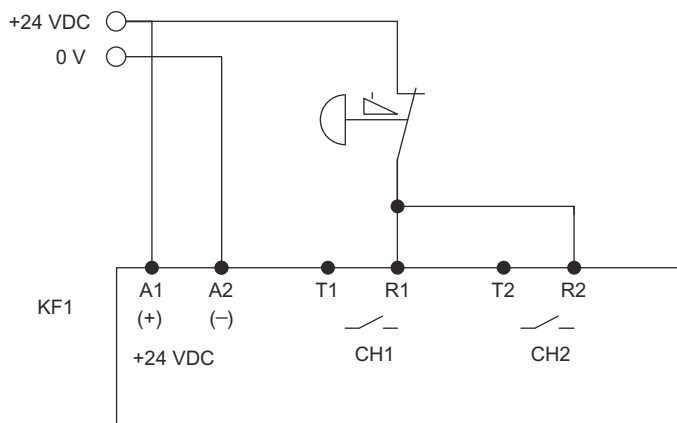 +24 VDC
0 V
A1 A2 T1 R1 T2 R2
KF1
(+) (–)
+24 VDC CH1 CH2